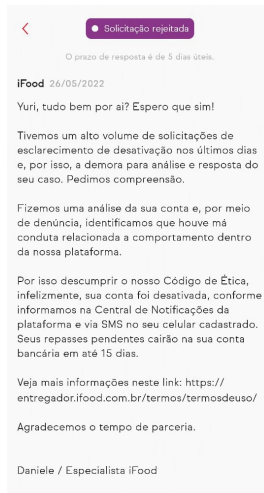 Solicitação rejeitada
O prazo de resposta é de 5 dias úteis.
iFood 26/05/2022
Yuri, tudo bem por ai? Espero que sim!
Tivemos um alto volume de solicitações de
esclarecimento de desativação nos últimos dias
e, por isso, a demora para análise e resposta do
seu caso. Pedimos compreensão.
Fizemos uma análise da sua conta e, por meio
de denúncia, identificamos que houve má
conduta relacionada a comportamento dentro
da nossa plataforma.
Por isso descumprir o nosso Código de Ética,
infelizmente, sua conta foi desativada, conforme
informamos na Central de Notificações da
plataforma e via SMS no seu celular cadastrado.
Seus repasses pendentes cairão na sua conta
bancária em até 15 dias.
Veja mais informações neste link: https://
entregador.ifood.com.br/termos/termosdeuso/
Agradecemos o tempo de parceria.
Daniele / Especialista iFood